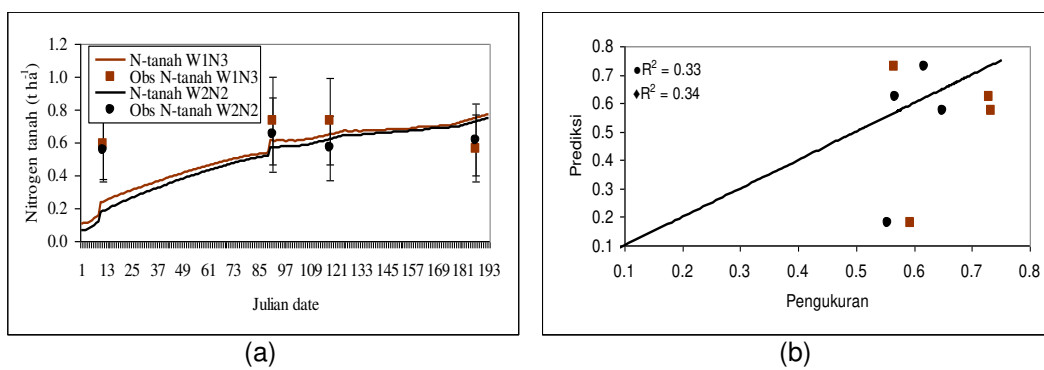 1.2
1.0
0.8
0.6
0.4
0.2
0.0
Nitrogen tanah (t ha-1)
N-tanah W1N3
Obs N-tanah W1N3
N-tanah W2N2
Obs N-tanah W2N2
1 13 25 37 49 61 73 85 97 109 121 133 145 157 169 181 193
Julian date
(a)
0.8
0.7
0.6
0.5
0.4
0.3
0.2
0.1
Prediksi
R2 = 0.33
R2 = 0.34
0.1 0.2 0.3 0.4 0.5 0.6 0.7 0.8
Pengukuran
(b)